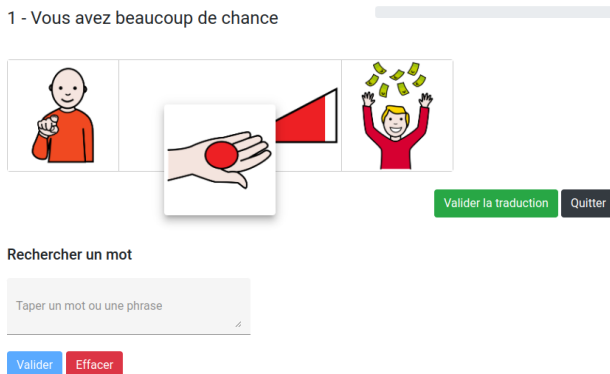 1 - Vous avez beaucoup de chance
Valider la traduction
Quitter
Rechercher un mot
Taper un mot ou une phrase
Valider
Effacer